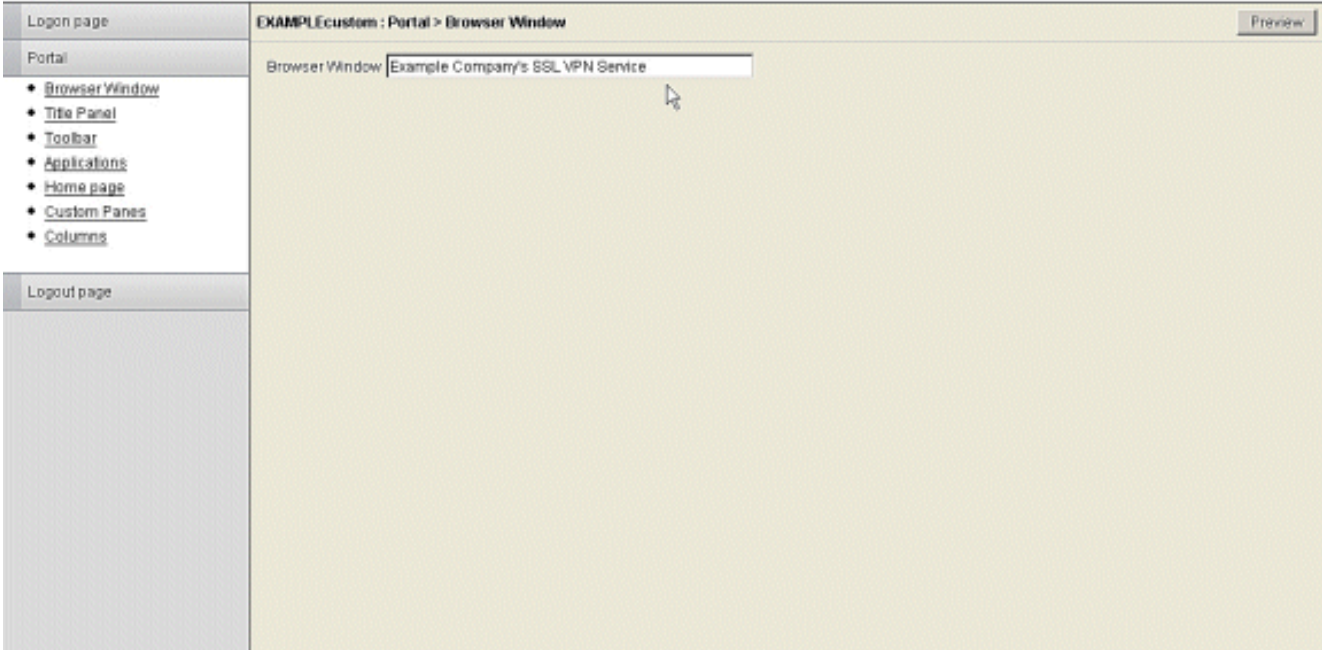 Logon page
EXAMPLEcustom : Portal > Browser Window
Preview
Portal
Browser Window
Title Panel
Toolbar
Applications
Home page
Custom Panes
Columns
Logout page
Browser Window Example Company's SSL VPN Service